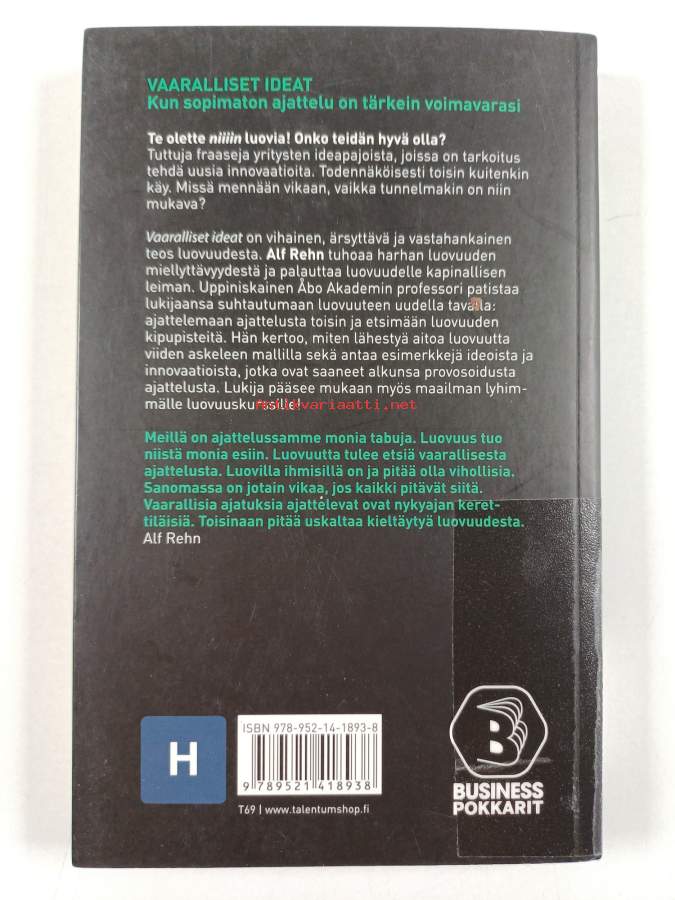 VAARALLISET IDEAT
Kun sopimaton ajattelu on tärkein voimavarasi
Te olette niiiin luovia! Onko teidän hyvä olla?
Tuttuja fraaseja yritysten ideapajoista, joissa on tarkoitus
tehdä uusia innovaatioita. Todennäköisesti toisin kuitenkin
käy. Missä mennään vikaan, vaikka tunnelmakin on niin
mukava?
Vaaralliset ideat on vihainen, ärsyttävä ja vastahankainen
teos luovuudesta. Alf Rehn tuhoaa harhan luovuuden
miellyttävyydestä ja palauttaa luovuudelle kapinallisen
leiman. Uppiniskainen Åbo Akademin professori patistaa
lukijaansa suhtautumaan luovuuteen uudella tavalla:
ajattelemaan ajattelusta toisin ja etsimään luovuuden
kipupisteitä. Hän kertoo, miten lähestyä aitoa luovuutta
viiden askeleen mallilla sekä antaa esimerkkejä ideoista ja
innovaatioista, jotka ovat saaneet alkunsa provosoidusta
ajattelusta. Lukija pääsee mukaan myös maailman lyhim-
mälle luovuuskurssille!
Meillä on ajattelussamme monia tabuja. Luovuus tuo
niistä monia esiin. Luovuutta tulee etsiä vaarallisesta
ajattelusta. Luovilla ihmisillä on ja pitää olla vihollisia.
Sanomassa on jotain vikaa, jos kaikki pitävät siitä.
Vaarallisia ajatuksia ajattelevat ovat nykyajan keret-
tiläisiä. Toisinaan pitää uskaltaa kieltäytyä luovuudesta.
Alf Rehn
H
ISBN 978-952-14-1893-8
9 789521 418938
T69 | www.talentumshop.fi
B
BUSINESS
POKKARIT